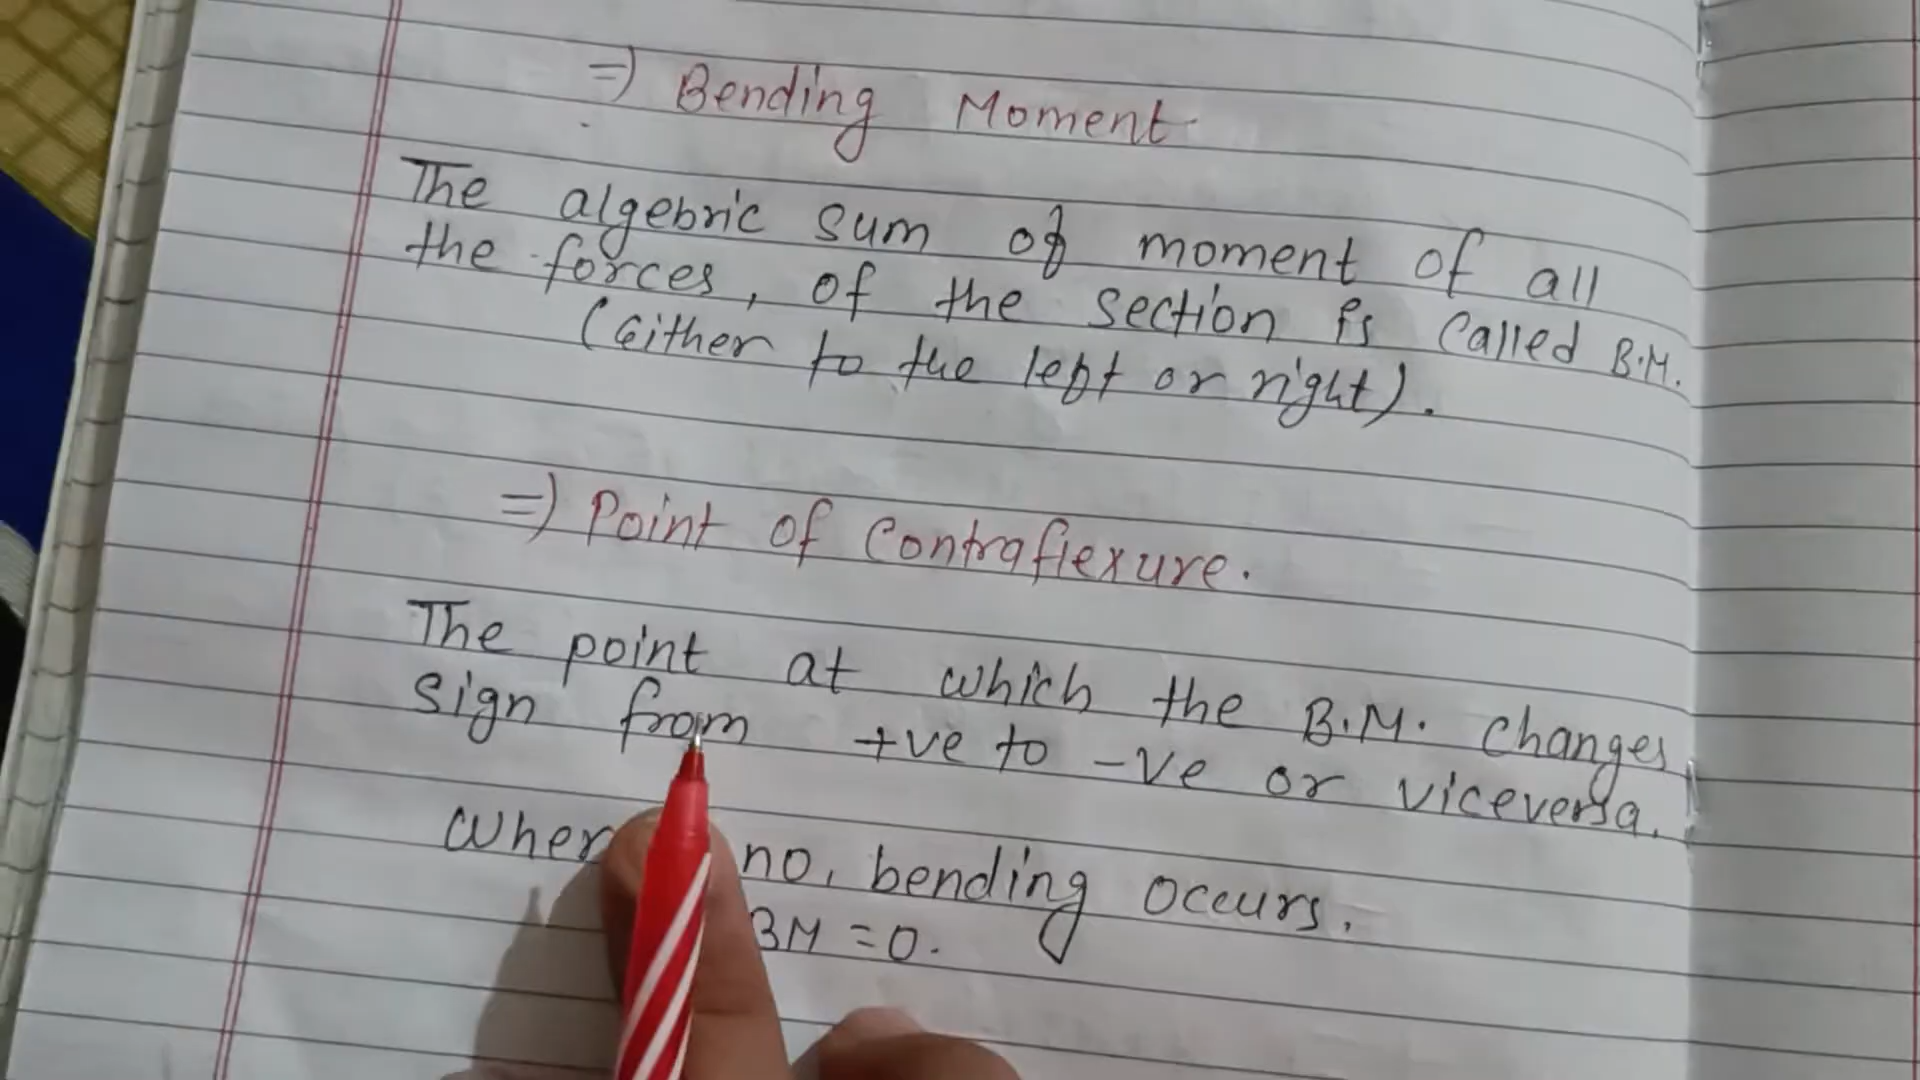 =) Bending Moment
The algebric sum of moment of all
the forces, of the section is called B.M.
(either to the left or right).
=) Point of Contraflexure.
The point at which the B.M. Changes
sign from +ve to -ve or viceversa.
no, bending occurs.
BM = 0.